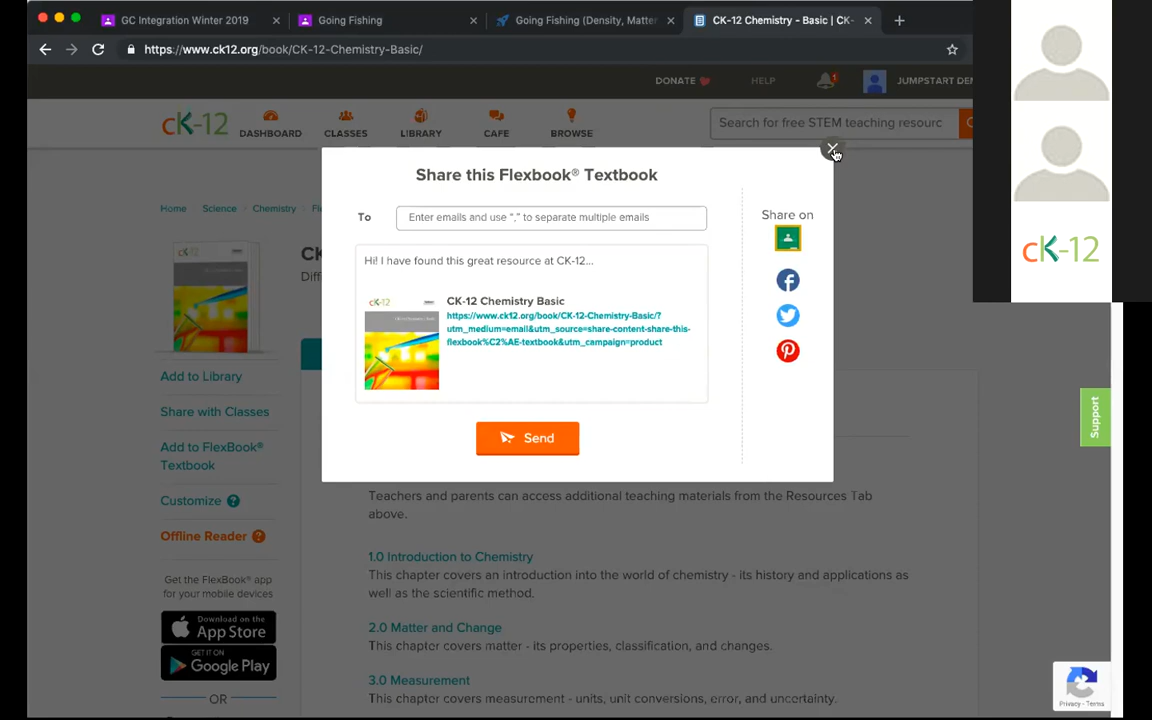 GC Integration Winter 2019
Going Fishing
Going Fishing (Density, Matter
CK-12 Chemistry - Basic | CK-
https://www.ck12.org/book/CK-12-Chemistry-Basic/
DONATE
HELP
1
JUMPSTART DEM
cK-12
DASHBOARD
CLASSES
LIBRARY
CAFE
BROWSE
Search for free STEM teaching resourc
cK-12
Home
Science
Chemistry
Share this Flexbook® Textbook
To
Enter emails and use "," to separate multiple emails
Share on
Hi! I have found this great resource at CK-12...
cK-12
CK-12 Chemistry Basic
https://www.ck12.org/book/CK-12-Chemistry-Basic/?
utm_medium=email&utm_source=share-content-share-this-
flexbook%C2%AE-textbook&utm_campaign=product
Send
cK-12
Add to Library
Share with Classes
Add to FlexBook®
Textbook
Customize ?
Offline Reader ?
Get the FlexBook® app
for your mobile devices
Download on the
App Store
GET IT ON
Google Play
OR
Teachers and parents can access additional teaching materials from the Resources Tab
above.
1.0 Introduction to Chemistry
This chapter covers an introduction into the world of chemistry - its history and applications as
well as the scientific method.
2.0 Matter and Change
This chapter covers matter - its properties, classification, and changes.
3.0 Measurement
This chapter covers measurement - units, unit conversions, error, and uncertainty.
Support
Privacy - Terms